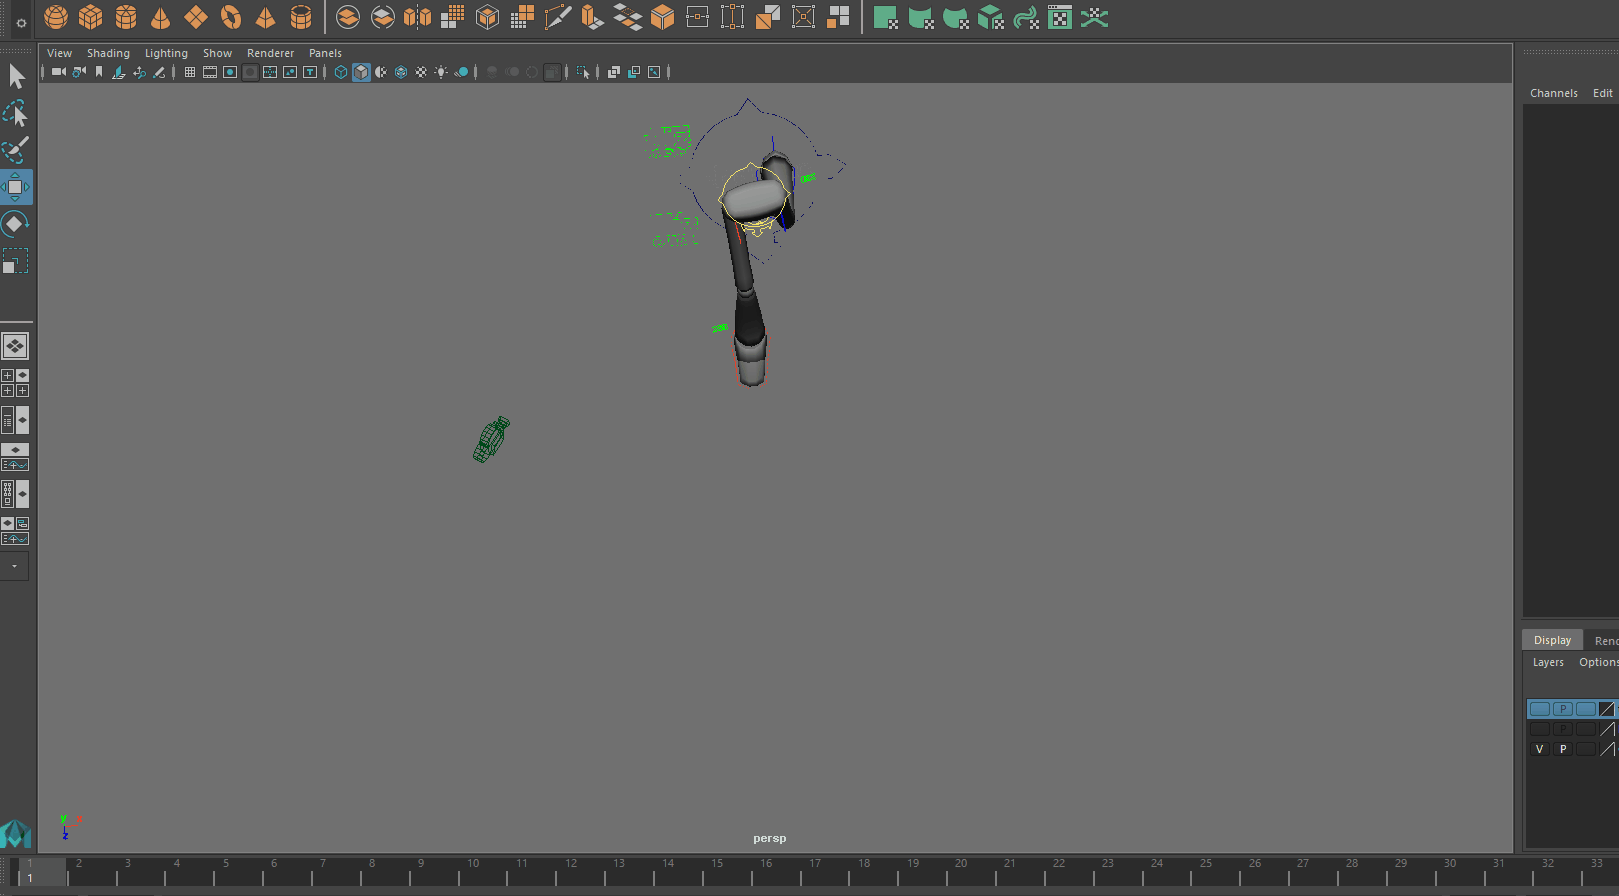 View Shading Lighting Show Renderer Panels
Channels Edit
Display Rend
Layers Options
P
P
V P
y x
z
persp
1 2 3 4 5 6 7 8 9 10 11 12 13 14 15 16 17 18 19 20 21 22 23 24 25 26 27 28 29 30 31 32 33
1